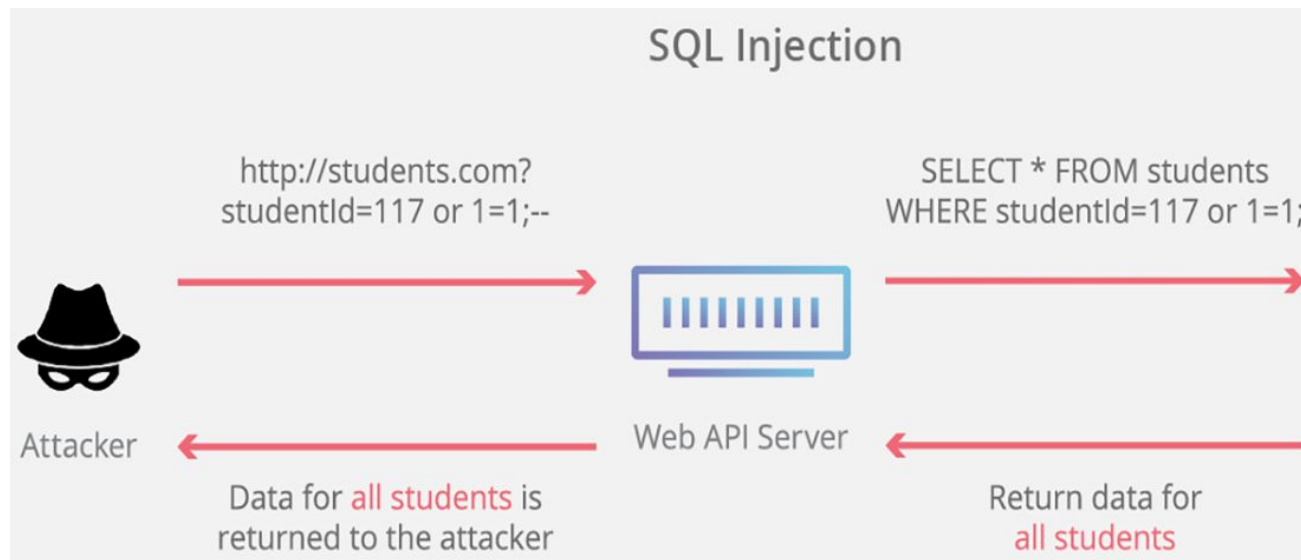 SQL Injection
http://students.com?
studentId=117 or 1=1;--
SELECT * FROM students
WHERE studentId=117 or 1=1;
Attacker
Web API Server
Data for all students is
returned to the attacker
Return data for
all students